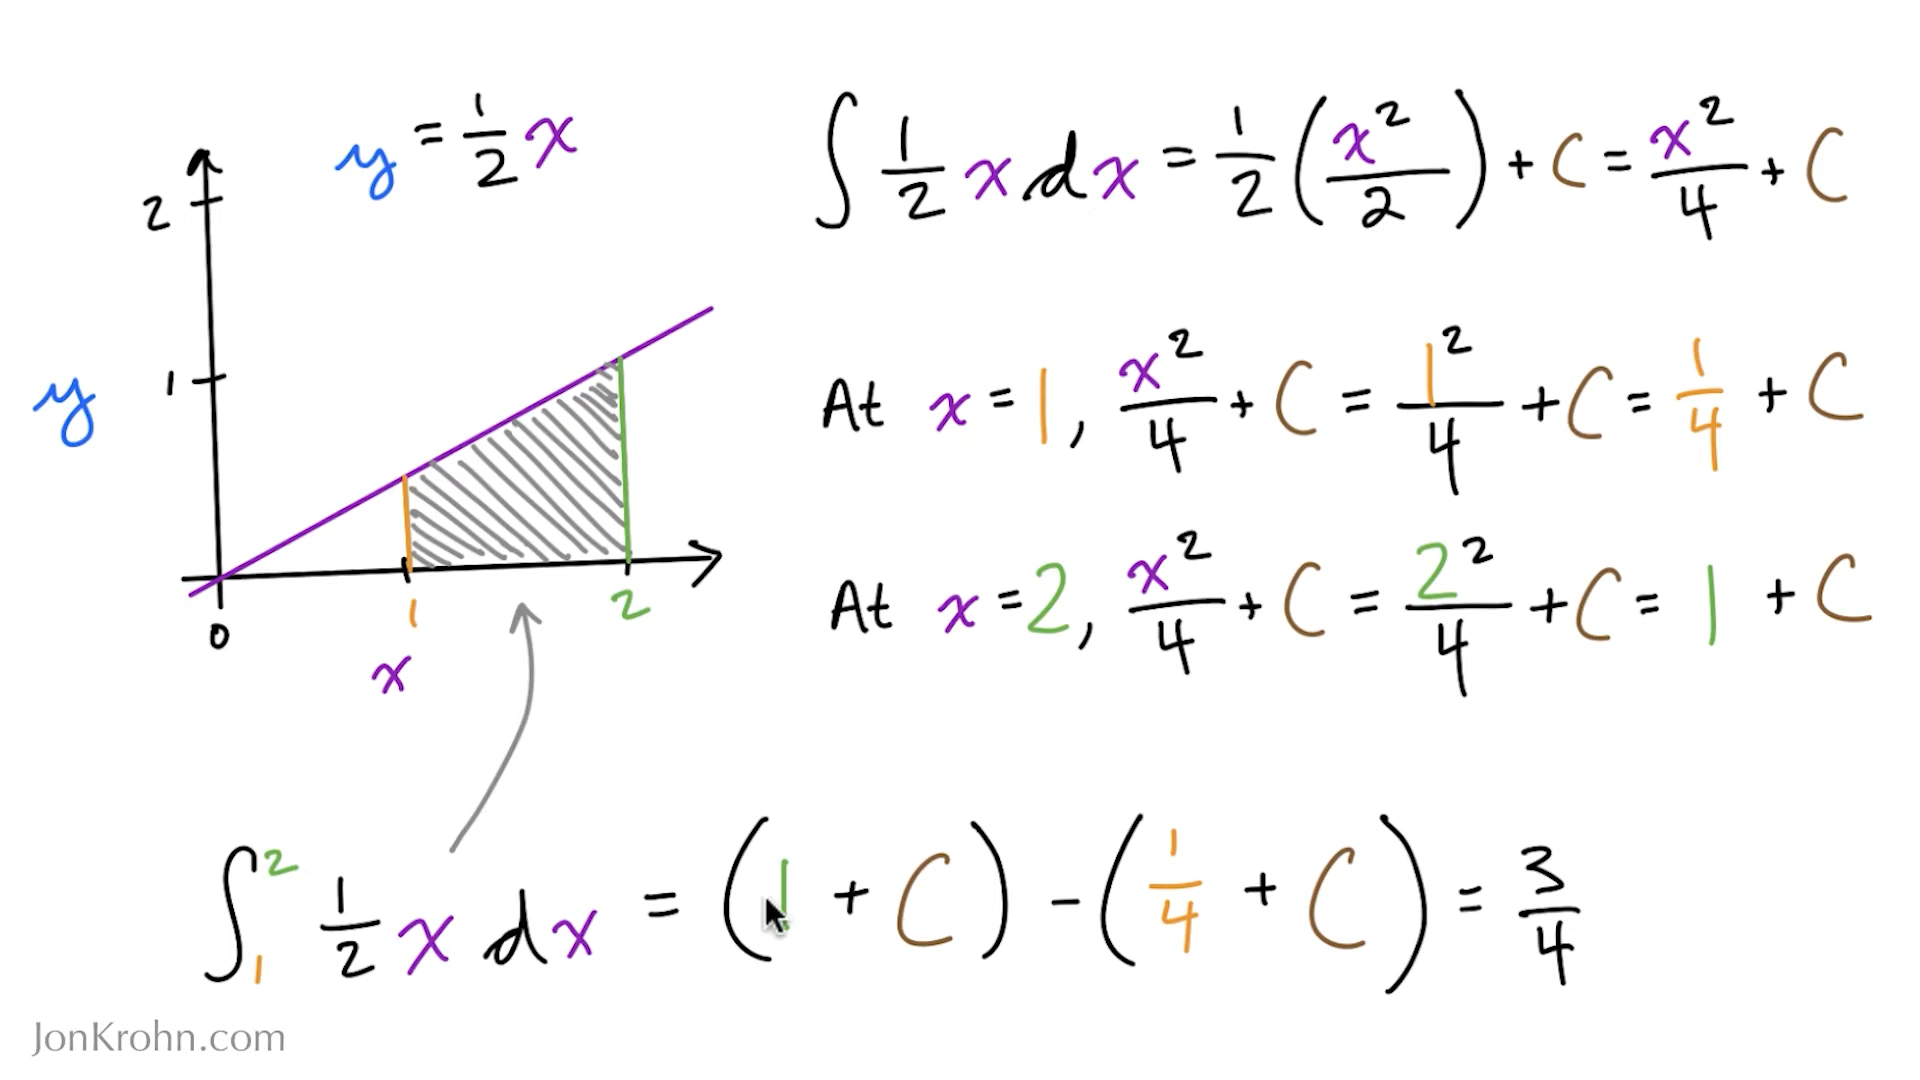 y = 1/2 x
∫ 1/2 x dx = 1/2 (x²/2) + C = x²/4 + C
2
1
y
0
1
2
x
At x = 1, x²/4 + C = 1²/4 + C = 1/4 + C
At x = 2, x²/4 + C = 2²/4 + C = 1 + C
∫₁² 1/2 x dx = (1 + C) - (1/4 + C) = 3/4
JonKrohn.com